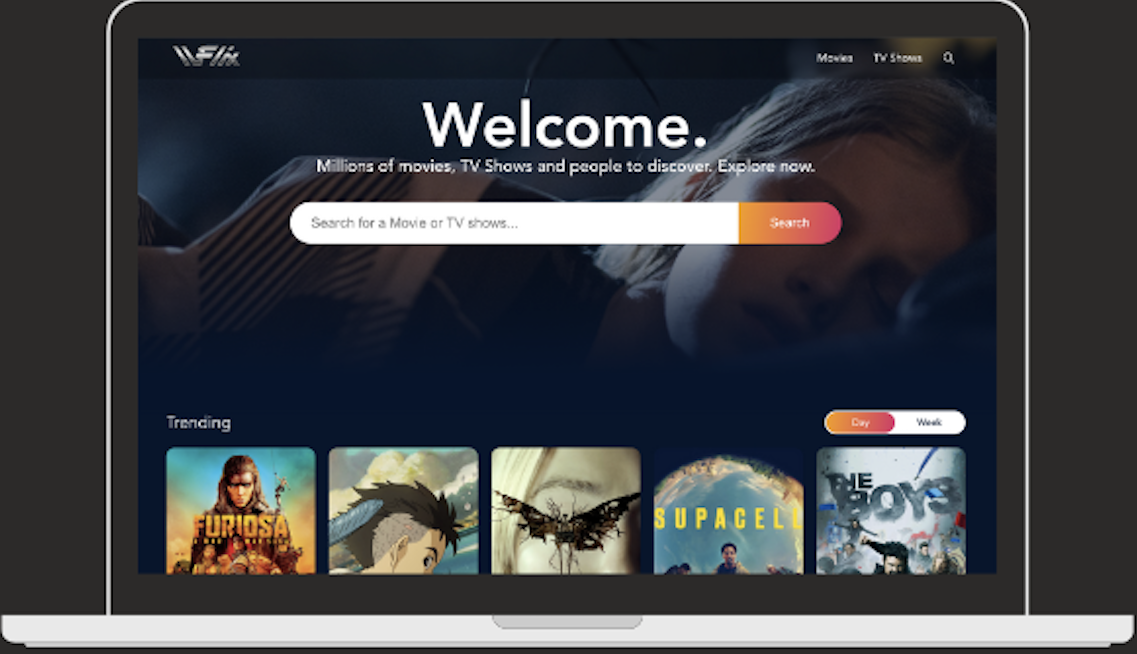 Movies TV Shows
Welcome.
Millions of movies, TV Shows and people to discover. Explore now.
Search for a Movie or TV shows... Search
Trending Day Week
FURIOSA
SUPACELL
THE BOYS